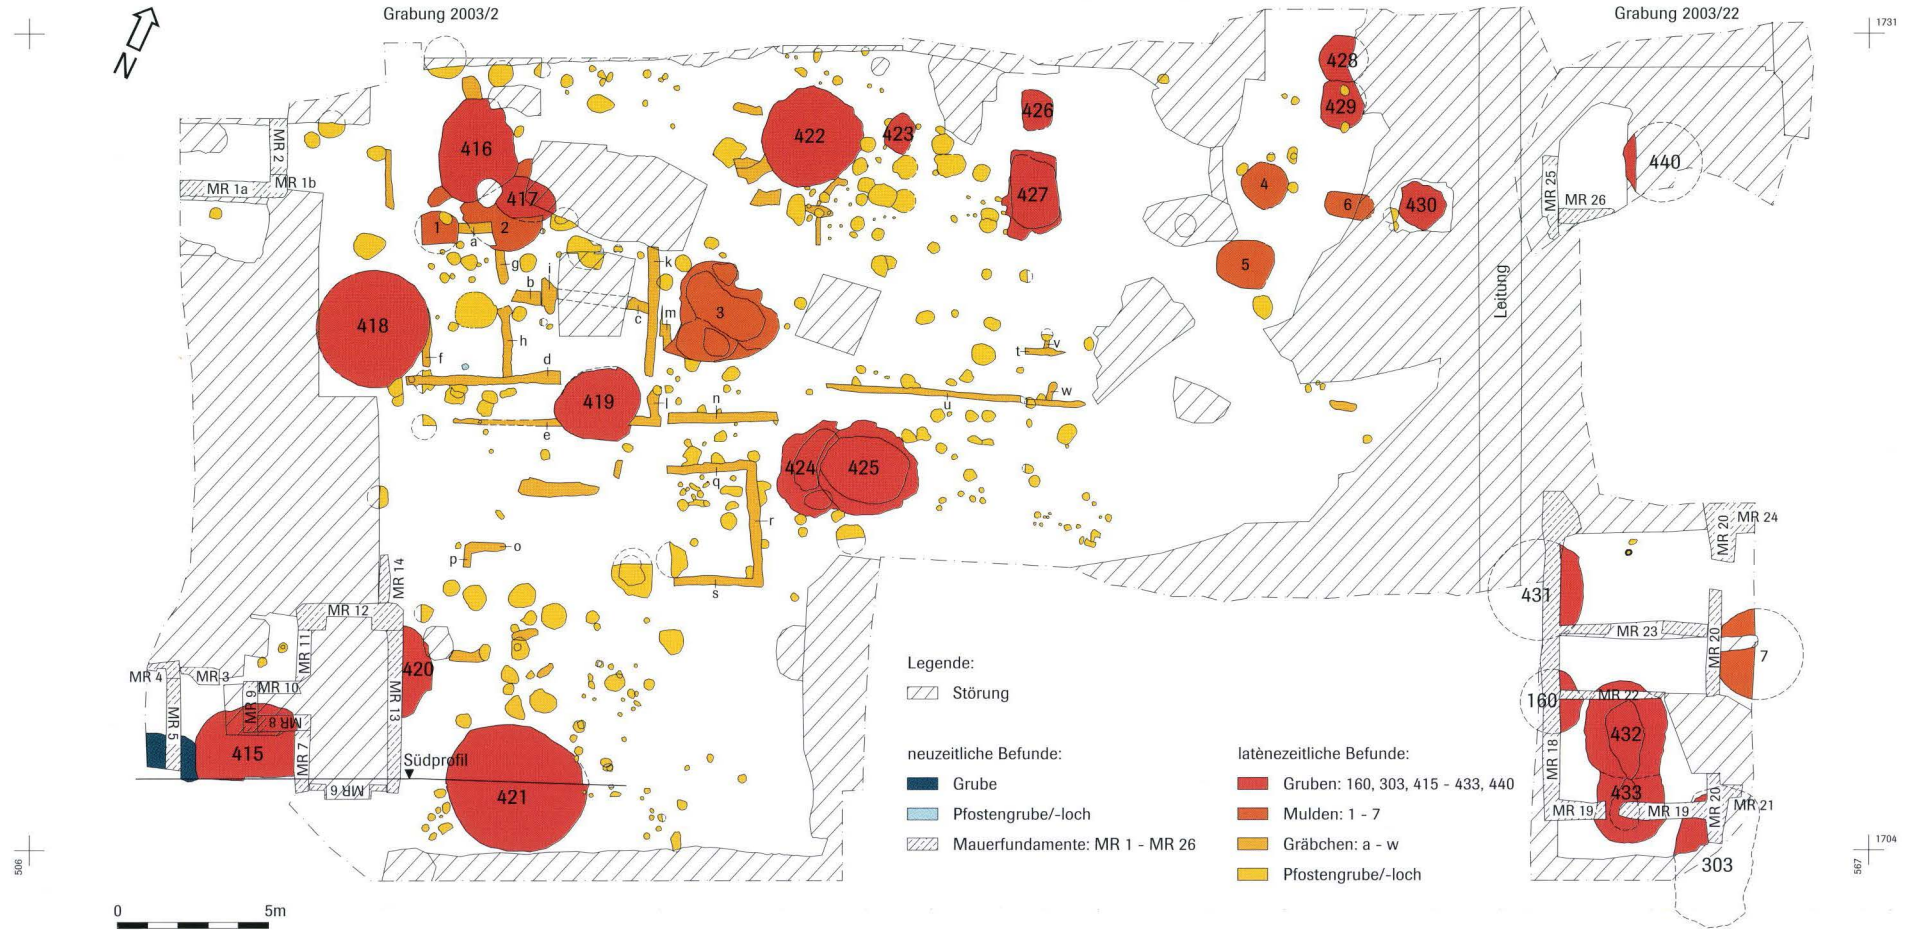 Grabung 2003/2
Grabung 2003/22
1731
N
428
429
426
422
423
416
417
427
440
MR 2
MR 1a
MR 1b
MR 25
MR 26
4
6
430
1
a
2
g
i
b
k
c
m
3
5
Leitung
418
h
f
d
t
v
419
l
n
u
w
e
424
425
q
r
o
p
s
MR 14
MR 20
MR 24
431
MR 12
MR 11
MR 23
MR 20
7
420
MR 4
MR 3
MR 10
MR 9
MR 8
MR 13
MR 5
415
MR 7
MR 6
Südprofil
421
160
MR 22
432
MR 18
433
MR 19
MR 19
MR 20
MR 21
303
Legende:
Störung
neuzeitliche Befunde:
Grube
Pfostengrube/-loch
Mauerfundamente: MR 1 - MR 26
latènezeitliche Befunde:
Gruben: 160, 303, 415 - 433, 440
Mulden: 1 - 7
Gräbchen: a - w
Pfostengrube/-loch
506
567
1704
0
5m